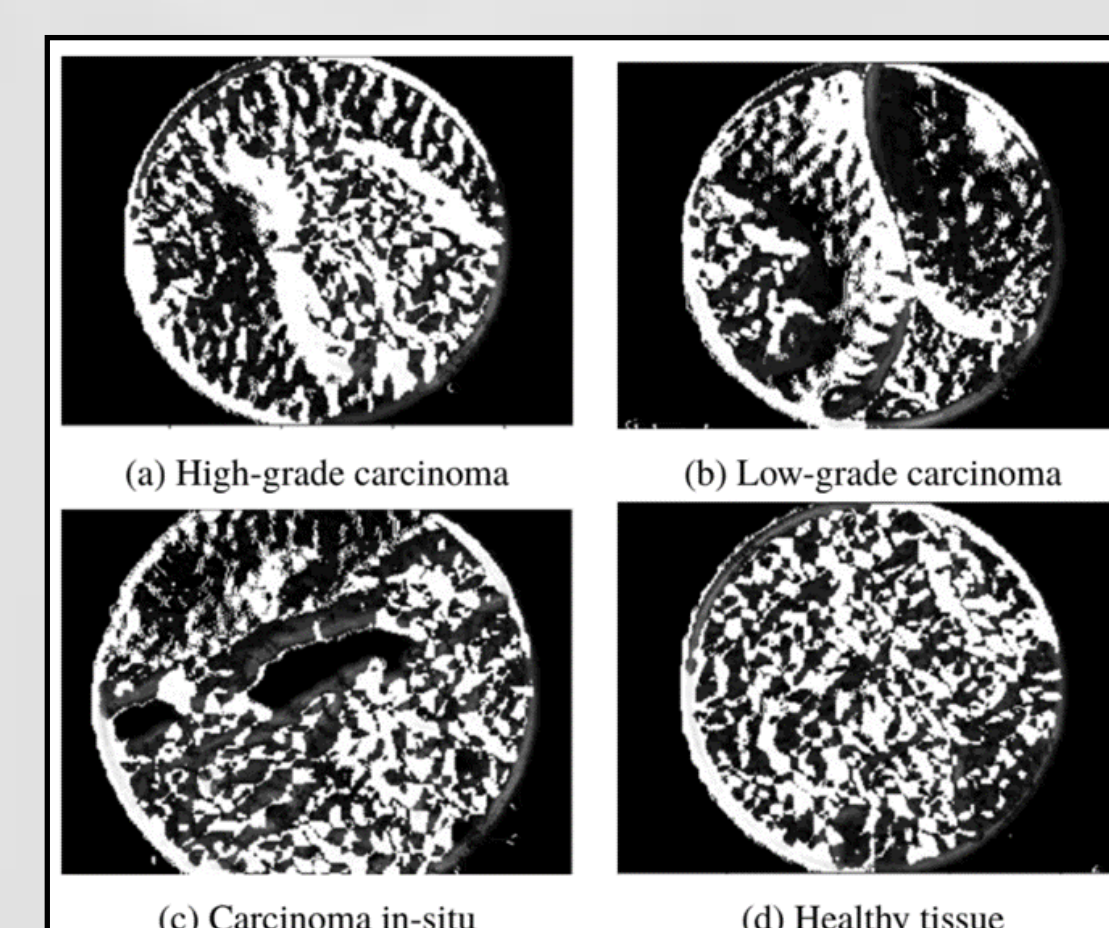 (a) High-grade carcinoma
(b) Low-grade carcinoma
(c) Carcinoma in-situ
(d) Healthy tissue